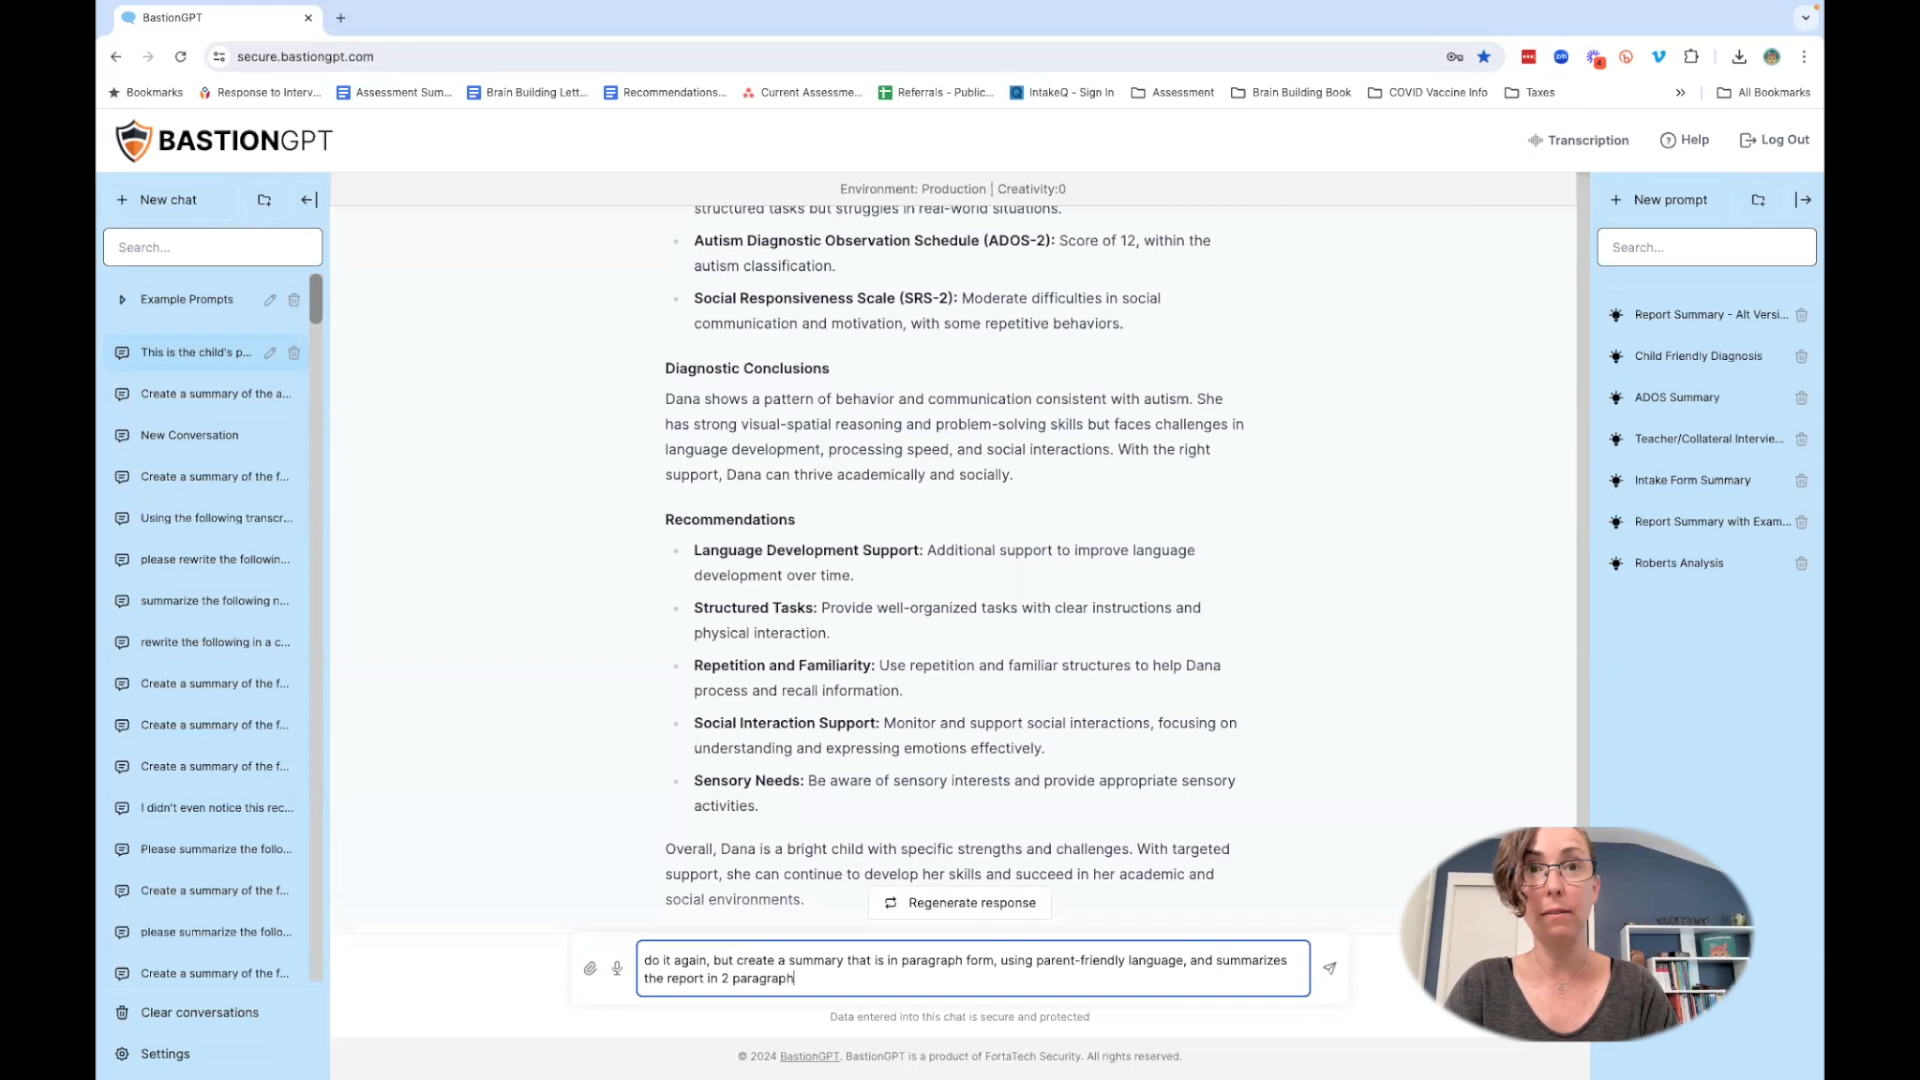 BastionGPT
secure.bastiongpt.com
Bookmarks
Response to Interv...
Assessment Sum...
Brain Building Lett...
Recommendations...
Current Assessme...
Referrals - Public...
IntakeQ - Sign In
Assessment
Brain Building Book
COVID Vaccine Info
Taxes
»
All Bookmarks
BASTIONGPT
Transcription
Help
Log Out
+ New chat
Search...
Example Prompts
This is the child's p...
Create a summary of the a...
New Conversation
Create a summary of the f...
Using the following transcr...
please rewrite the followin...
summarize the following n...
rewrite the following in a c...
Create a summary of the f...
Create a summary of the f...
Create a summary of the f...
I didn't even notice this rec...
Please summarize the follo...
Create a summary of the f...
please summarize the follo...
Create a summary of the f...
Clear conversations
Settings
Environment: Production | Creativity:0
structured tasks but struggles in real-world situations.
Autism Diagnostic Observation Schedule (ADOS-2): Score of 12, within the
autism classification.
Social Responsiveness Scale (SRS-2): Moderate difficulties in social
communication and motivation, with some repetitive behaviors.
Diagnostic Conclusions
Dana shows a pattern of behavior and communication consistent with autism. She
has strong visual-spatial reasoning and problem-solving skills but faces challenges in
language development, processing speed, and social interactions. With the right
support, Dana can thrive academically and socially.
Recommendations
Language Development Support: Additional support to improve language
development over time.
Structured Tasks: Provide well-organized tasks with clear instructions and
physical interaction.
Repetition and Familiarity: Use repetition and familiar structures to help Dana
process and recall information.
Social Interaction Support: Monitor and support social interactions, focusing on
understanding and expressing emotions effectively.
Sensory Needs: Be aware of sensory interests and provide appropriate sensory
activities.
Overall, Dana is a bright child with specific strengths and challenges. With targeted
support, she can continue to develop her skills and succeed in her academic and
social environments.
Regenerate response
do it again, but create a summary that is in paragraph form, using parent-friendly language, and summarizes
the report in 2 paragraph
Data entered into this chat is secure and protected
© 2024 BastionGPT. BastionGPT is a product of FortaTech Security. All rights reserved.
+ New prompt
Search...
Report Summary - Alt Versi...
Child Friendly Diagnosis
ADOS Summary
Teacher/Collateral Intervie...
Intake Form Summary
Report Summary with Exam...
Roberts Analysis